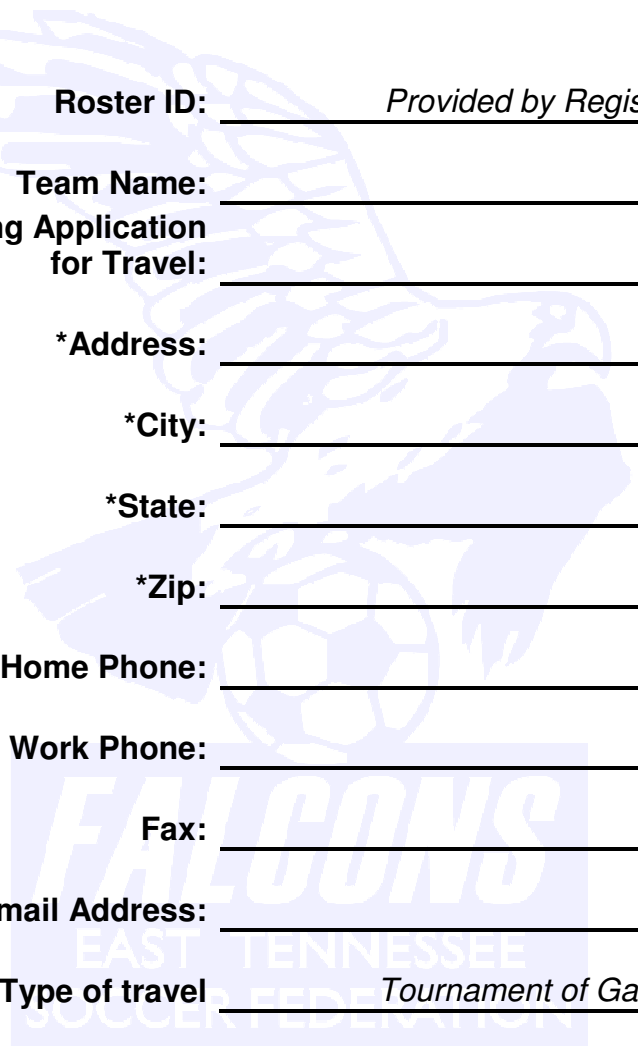 Roster ID: Provided by Regis
Team Name:
ng Application
for Travel:
*Address:
*City:
*State:
*Zip:
Home Phone:
Work Phone:
Fax:
mail Address:
Type of travel Tournament of Ga
FALCONS
EAST TENNESSEE
SOCCER FEDERATION